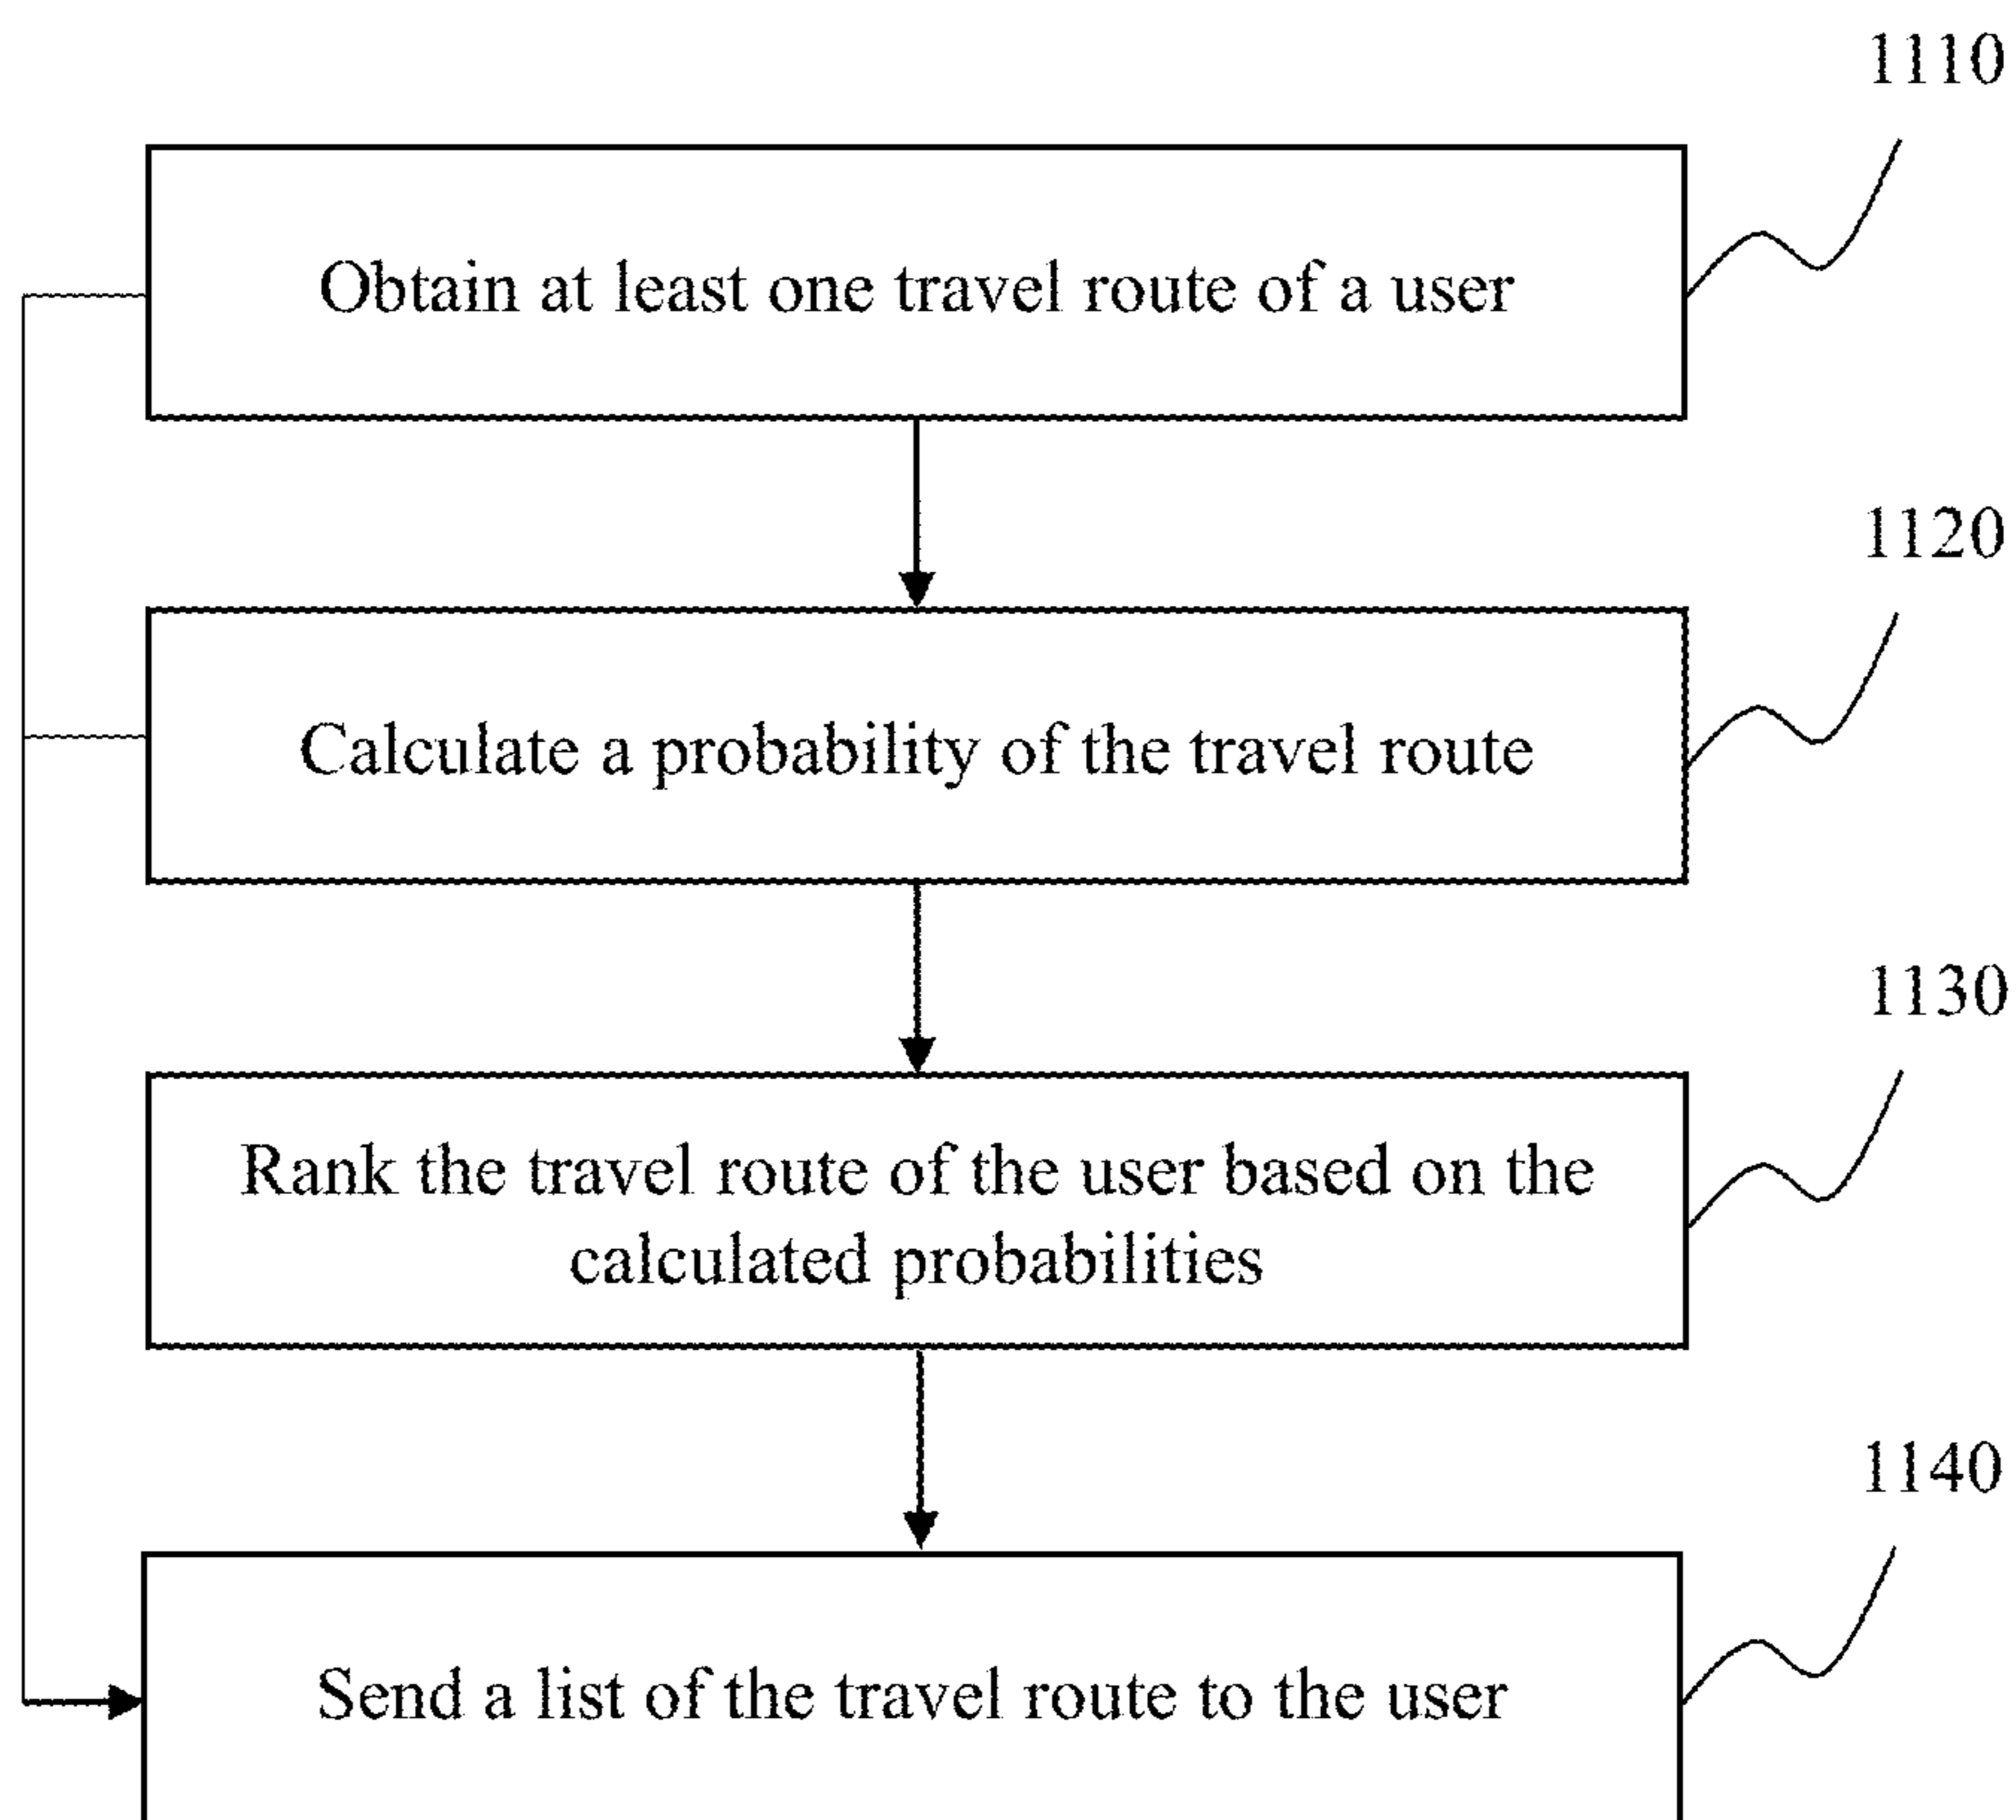 1110
Obtain at least one travel route of a user
1120
Calculate a probability of the travel route
1130
Rank the travel route of the user based on the
calculated probabilities
1140
Send a list of the travel route to the user